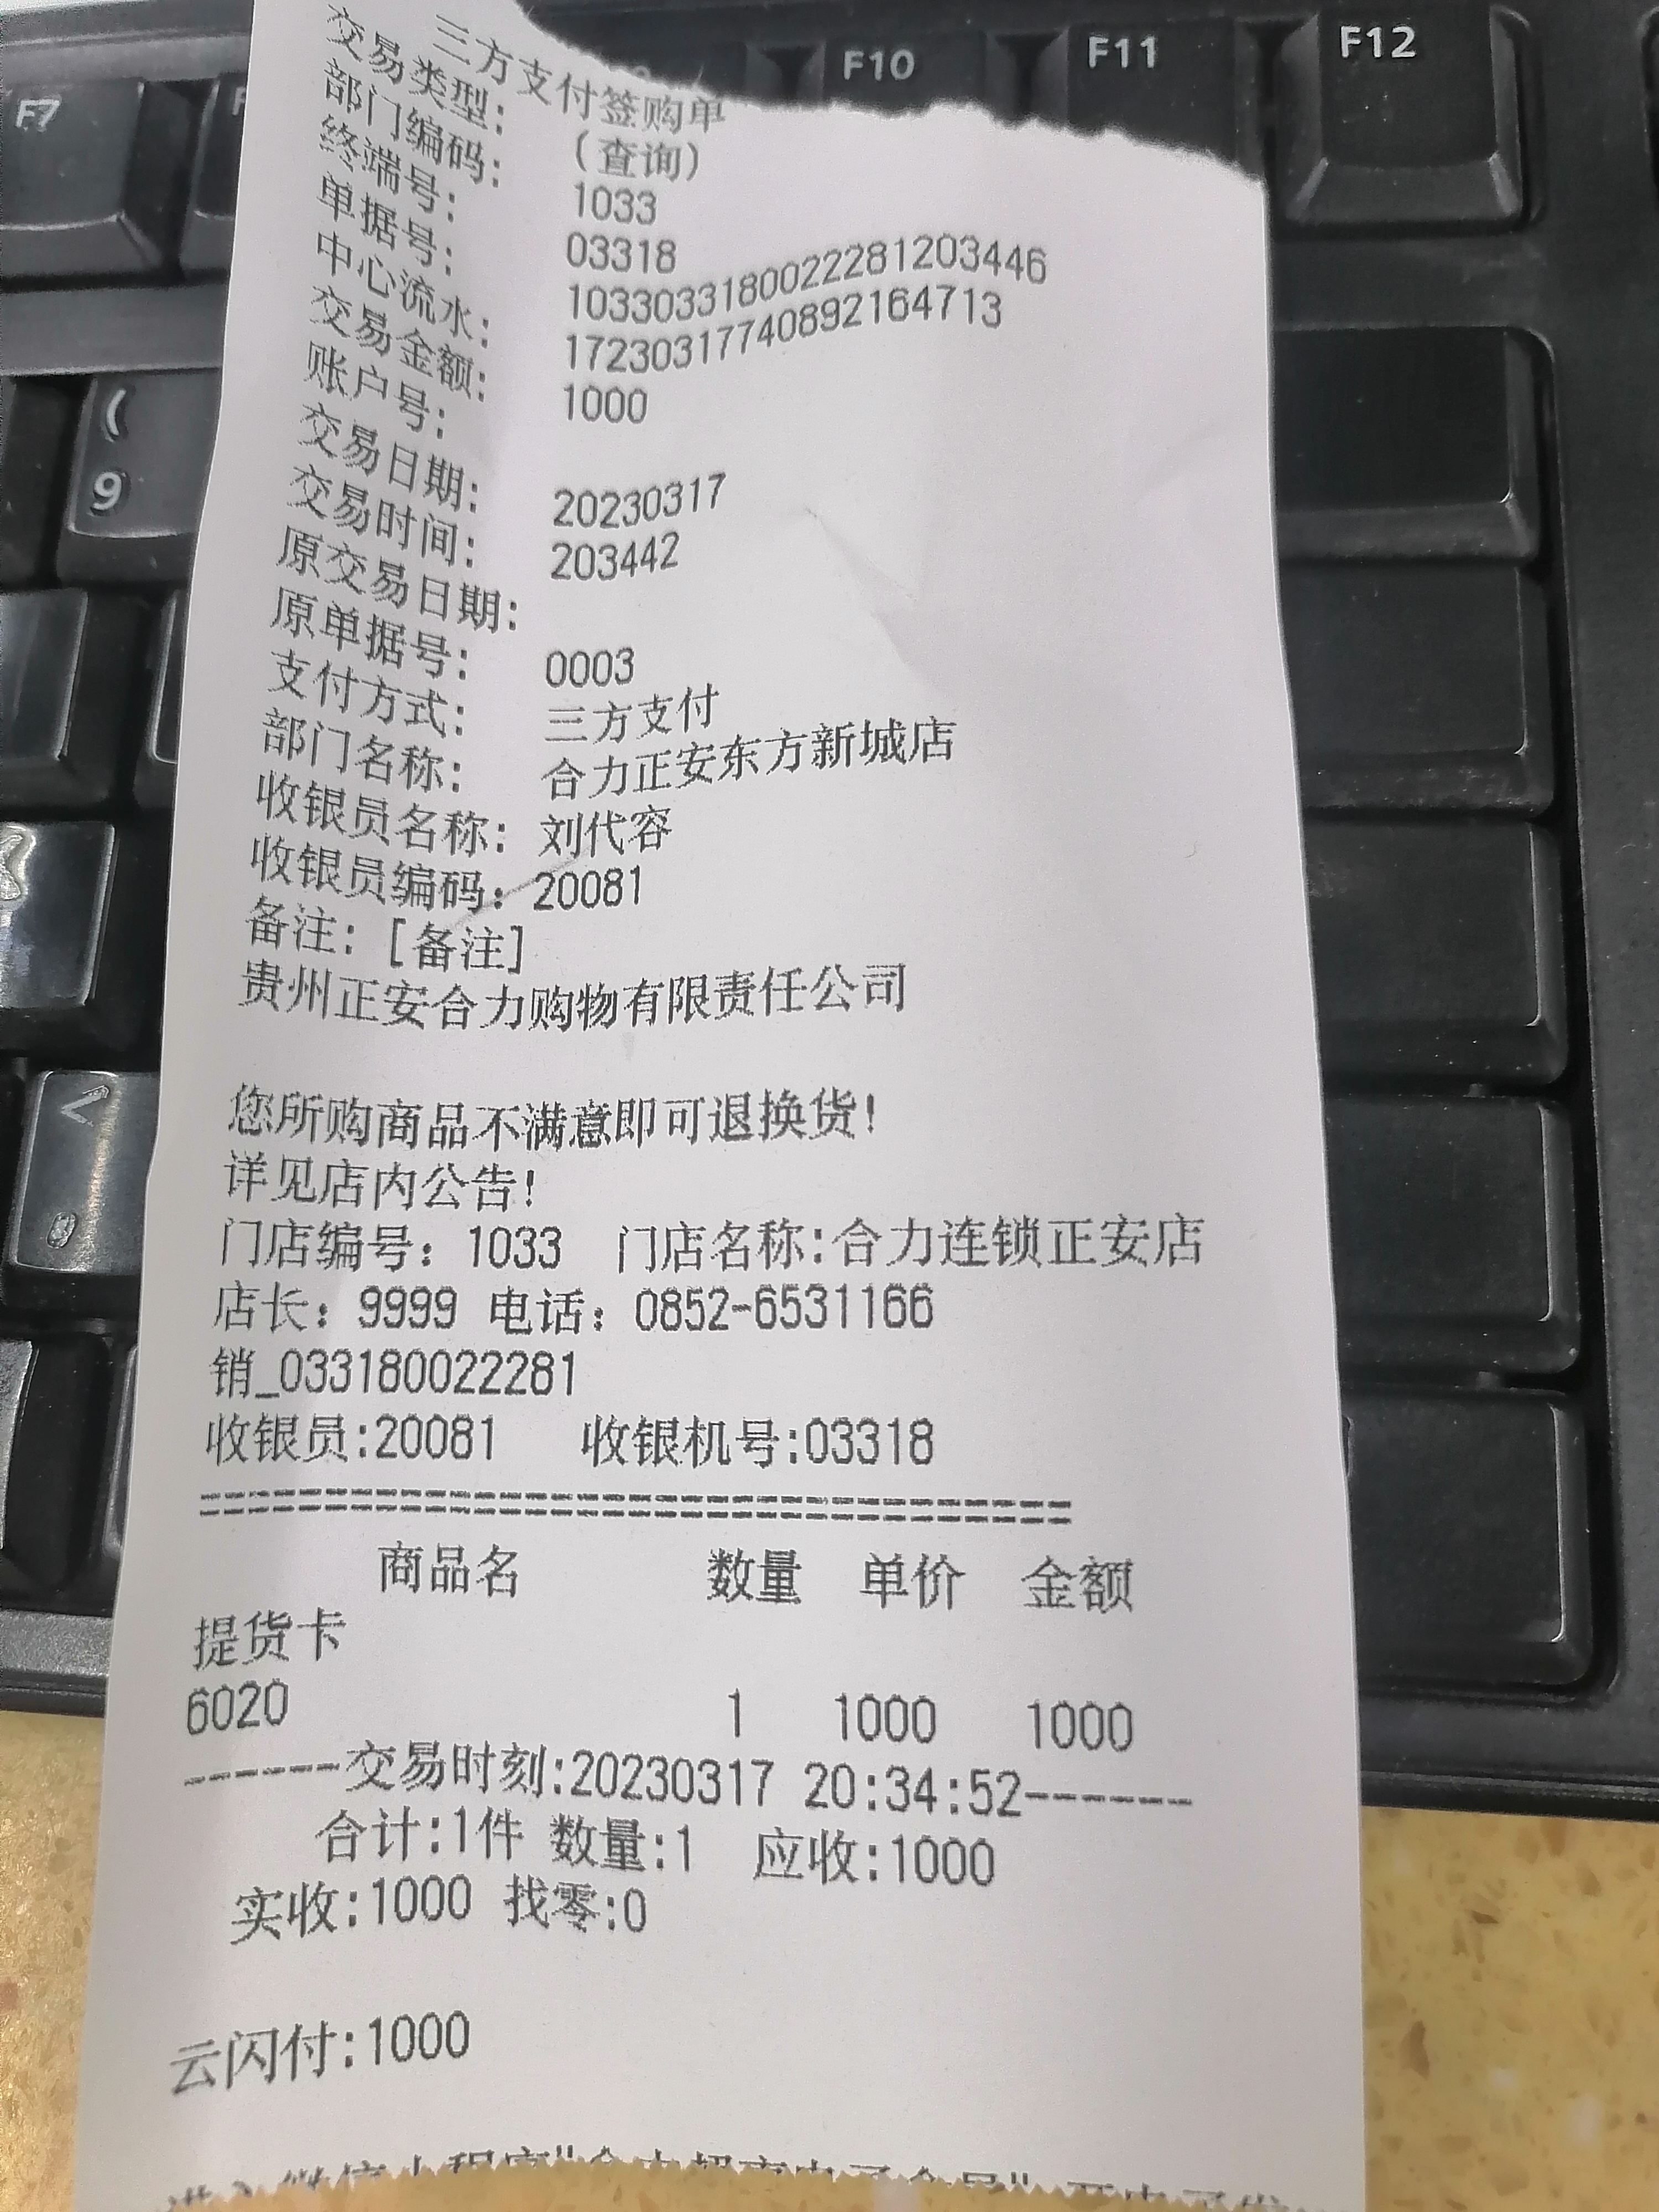 三方支付签购单
交易类型: (查询)
部门编码: 1033
终端号: 03318
单据号: 1033033180022281203446
中心流水: 17230317740892164713
交易金额: 1000
账户号:
交易日期: 20230317
交易时间: 203442
原交易日期:
原单据号: 0003
支付方式: 三方支付
部门名称: 合力正安东方新城店
收银员名称: 刘代容
收银员编码: 20081
备注: [备注]
贵州正安合力购物有限责任公司
您所购商品不满意即可退换货!
详见店内公告!
门店编号: 1033 门店名称:合力连锁正安店
店长: 9999 电话: 0852-6531166
销_033180022281
收银员:20081 收银机号:03318
================================
商品名 数量 单价 金额
提货卡
6020 1 1000 1000
------交易时刻:20230317 20:34:52------
合计:1件 数量:1 应收:1000
实收:1000 找零:0
云闪付:1000
F7
F10
F11
F12
(
9
<